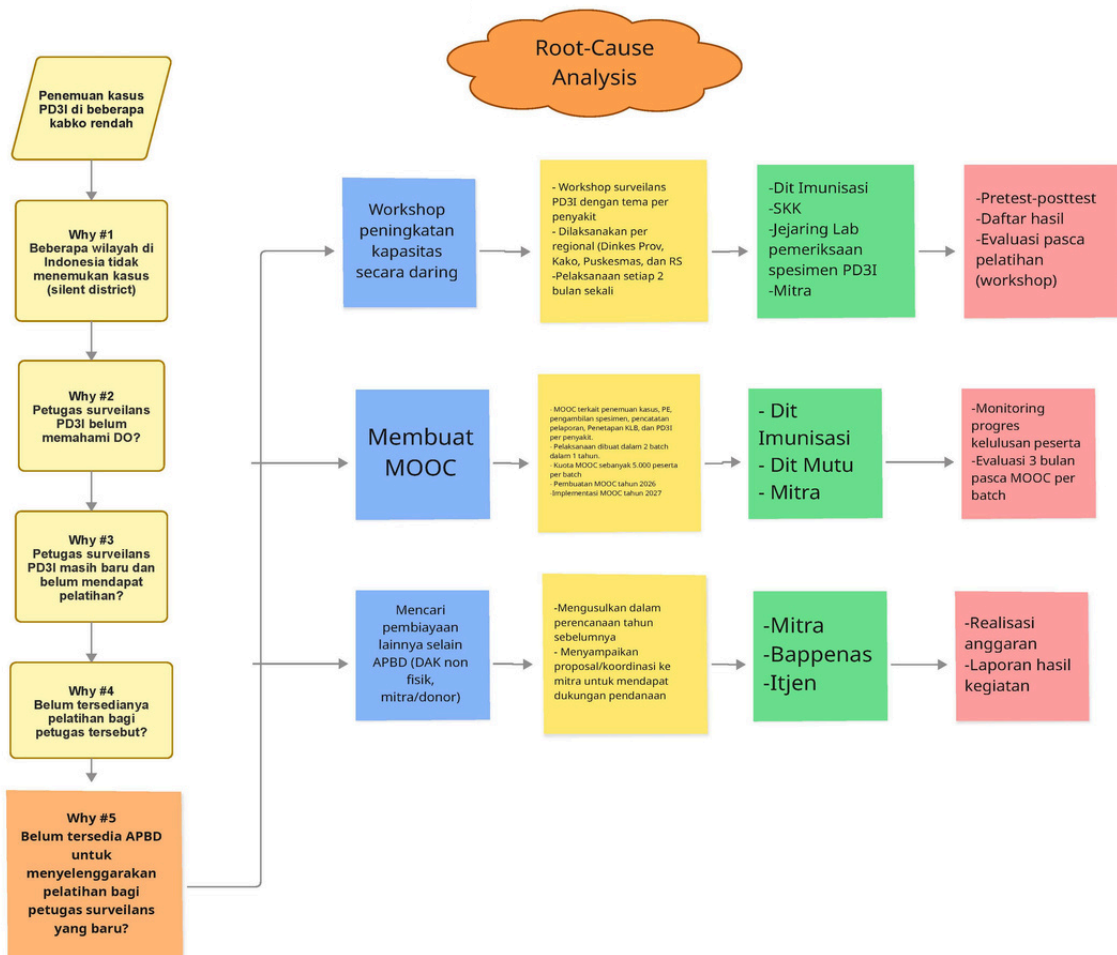 Root-Cause
Analysis
Penemuan kasus
PD3I di beberapa
kabko rendah
Why #1
Beberapa wilayah di
Indonesia tidak
menemukan kasus
(silent district)
Why #2
Petugas surveilans
PD3I belum
memahami DO?
Why #3
Petugas surveilans
PD3I masih baru dan
belum mendapat
pelatihan?
Why #4
Belum tersedianya
pelatihan bagi
petugas tersebut?
Why #5
Belum tersedia APBD
untuk
menyelenggarakan
pelatihan bagi
petugas surveilans
yang baru?
Workshop
peningkatan
kapasitas
secara daring
- Workshop surveilans
PD3I dengan tema per
penyakit
- Dilaksanakan per
regional (Dinkes Prov,
Kako, Puskesmas, dan RS
-Pelaksanaan setiap 2
bulan sekali
-Dit Imunisasi
-SKK
-Jejaring Lab
pemeriksaan
spesimen PD3I
-Mitra
-Pretest-posttest
-Daftar hasil
-Evaluasi pasca
pelatihan
(workshop)
Membuat
MOOC
- MOOC terkait penemuan kasus, PE,
pengambilan spesimen, pencatatan
pelaporan, Penetapan KLB, dan PD3I
per penyakit.
- Pelaksanaan dibuat dalam 2 batch
dalam 1 tahun.
- Kuota MOOC sebanyak 5.000 peserta
per batch
- Pembuatan MOOC tahun 2026
-Implementasi MOOC tahun 2027
- Dit
Imunisasi
- Dit Mutu
- Mitra
-Monitoring
progres
kelulusan peserta
-Evaluasi 3 bulan
pasca MOOC per
batch
Mencari
pembiayaan
lainnya selain
APBD (DAK non
fisik,
mitra/donor)
-Mengusulkan dalam
perencanaan tahun
sebelumnya
- Menyampaikan
proposal/koordinasi ke
mitra untuk mendapat
dukungan pendanaan
-Mitra
-Bappenas
-Itjen
-Realisasi
anggaran
-Laporan hasil
kegiatan